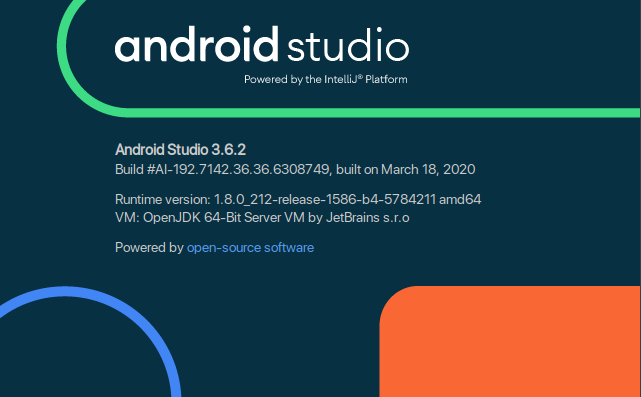 android studio
Powered by the IntelliJ® Platform
Android Studio 3.6.2
Build #AI-192.7142.36.36.6308749, built on March 18, 2020
Runtime version: 1.8.0_212-release-1586-b4-5784211 amd64
VM: OpenJDK 64-Bit Server VM by JetBrains s.r.o
Powered by open-source software